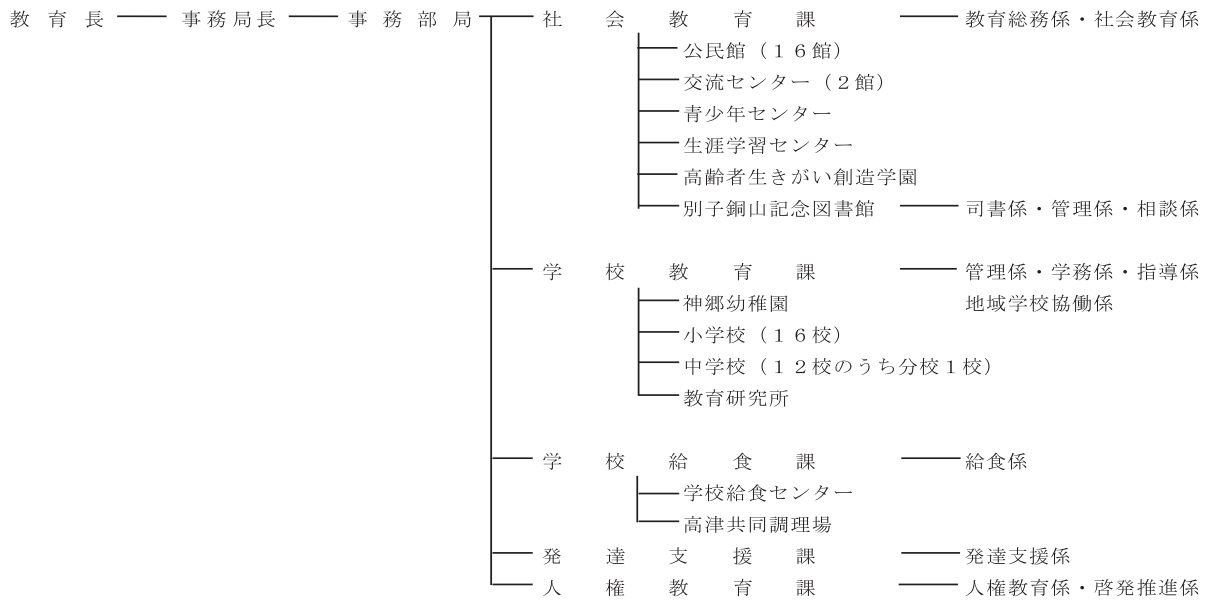 教育長 事務局長 事務部局 社会教育課 教育総務係・社会教育係
公民館（１６館）
交流センター（２館）
青少年センター
生涯学習センター
高齢者生きがい創造学園
別子銅山記念図書館 司書係・管理係・相談係
学校教育課 管理係・学務係・指導係
神郷幼稚園 地域学校協働係
小学校（１６校）
中学校（１２校のうち分校１校）
教育研究所
学校給食課 給食係
学校給食センター
高津共同調理場
発達支援課 発達支援係
人権教育課 人権教育係・啓発推進係